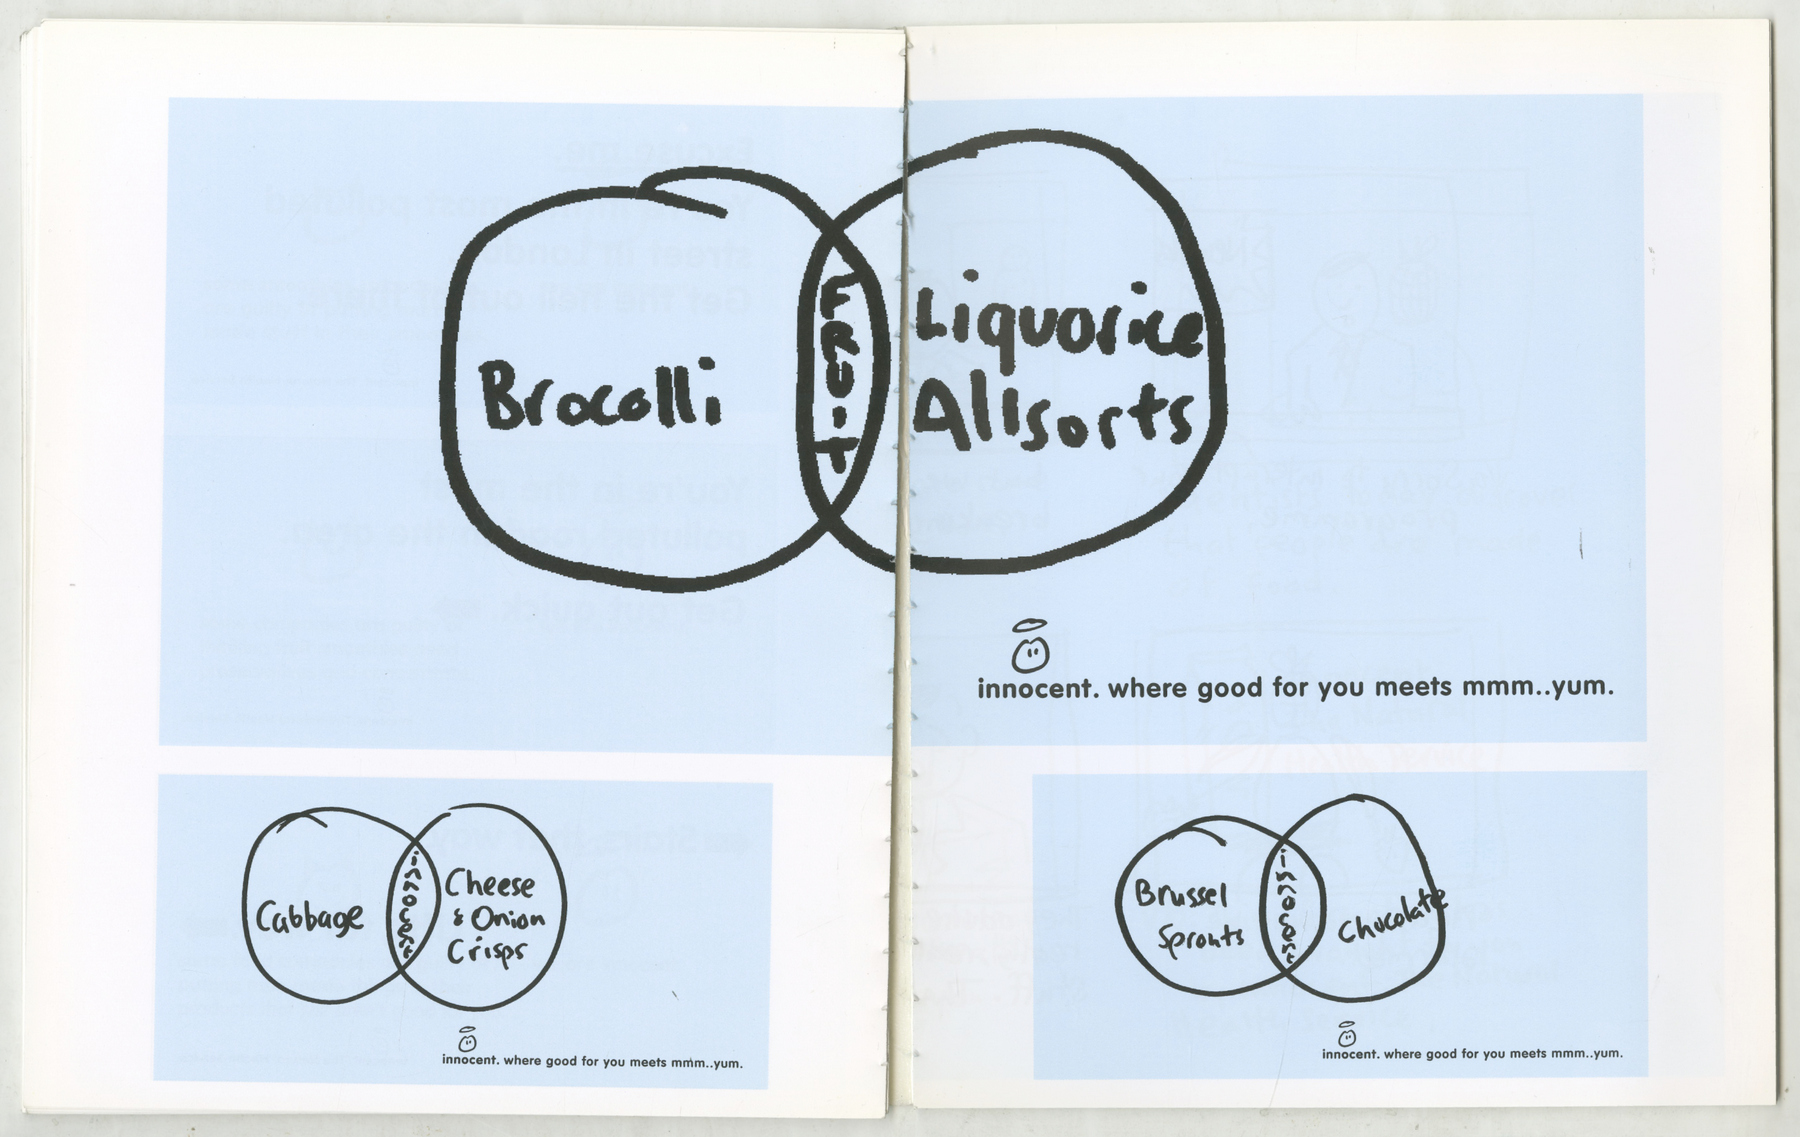 Brocolli
FRUIT
Liquorice
Allsorts
innocent. where good for you meets mmm..yum.
Cabbage
innocent
Cheese
& Onion
Crisps
innocent. where good for you meets mmm..yum.
Brussel
Sprouts
innocent
Chocolate
innocent. where good for you meets mmm..yum.